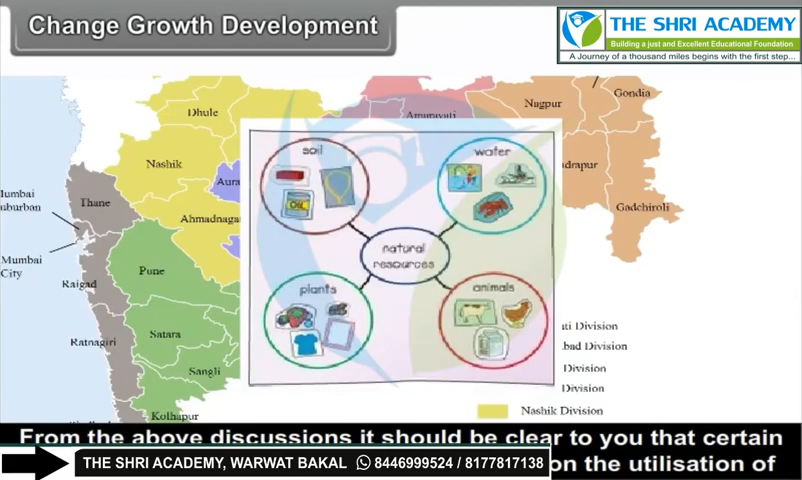 Change Growth Development
THE SHRI ACADEMY
Building a just and Excellent Educational Foundation
A Journey of a thousand miles begins with the first step...
Dhule
Amravati
Nagpur
Gondia
Nashik
Thane
Ahmadnaga
Gadchiroli
Mumbai
City
Pune
Raigad
Satara
Ratnagiri
Sangli
Kolhapur
soil
water
OIL
natural
resources
plants
animals
Division
Division
Division
Division
Nashik Division
From the above discussions it should be clear to you that certain
on the utilisation of
THE SHRI ACADEMY, WARWAT BAKAL 8446999524 / 8177817138